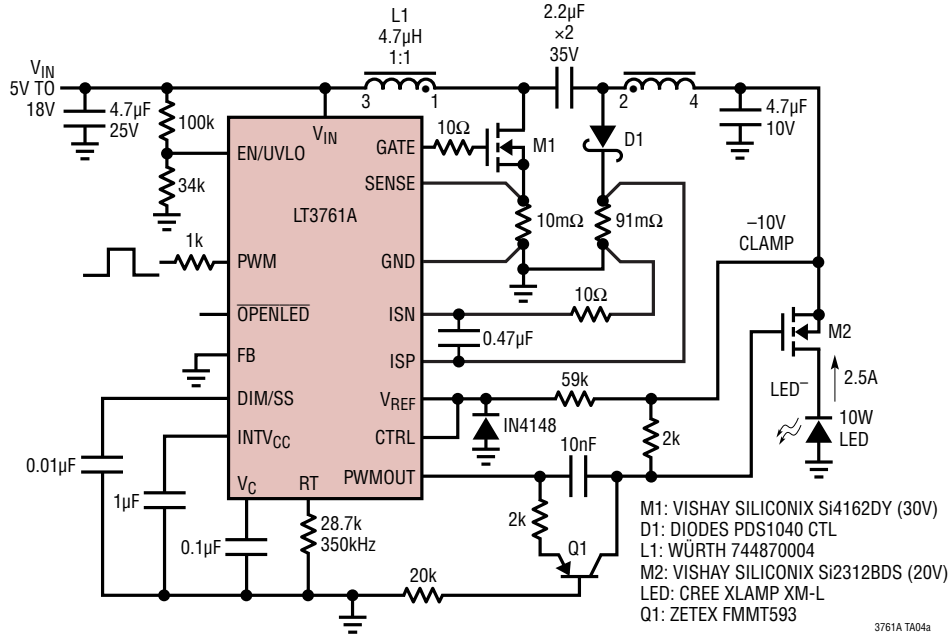 L1
4.7µH
1:1
2.2µF
×2
35V
VIN
5V TO
18V
4.7µF
25V
100k
34k
3
1
2
4
4.7µF
10V
VIN
EN/UVLO
GATE
10Ω
M1
D1
SENSE
LT3761A
10mΩ
91mΩ
–10V
CLAMP
1k
PWM
GND
OPENLED
ISN
10Ω
0.47µF
M2
FB
ISP
2.5A
LED–
DIM/SS
VREF
59k
10W
LED
IN4148
INTVCC
CTRL
10nF
2k
0.01µF
PWMOUT
1µF
VC
RT
2k
0.1µF
28.7k
350kHz
Q1
20k
M1: VISHAY SILICONIX Si4162DY (30V)
D1: DIODES PDS1040 CTL
L1: WÜRTH 744870004
M2: VISHAY SILICONIX Si2312BDS (20V)
LED: CREE XLAMP XM-L
Q1: ZETEX FMMT593
3761A TA04a